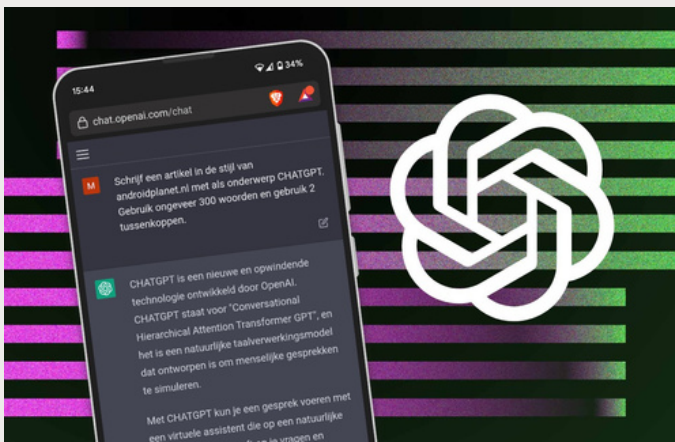 15:44
34%
chat.openai.com/chat
M
Schrijf een artikel in de stijl van
androidplanet.nl met als onderwerp CHATGPT.
Gebruik ongeveer 300 woorden en gebruik 2
tussenkoppen.
CHATGPT is een nieuwe en opwindende
technologie ontwikkeld door OpenAI.
CHATGPT staat voor "Conversational
Hierarchical Attention Transformer GPT", en
het is een natuurlijke taalverwerkingsmodel
dat ontworpen is om menselijke gesprekken
te simuleren.
Met CHATGPT kun je een gesprek voeren met
een virtuele assistent die op een natuurlijke
je vragen en